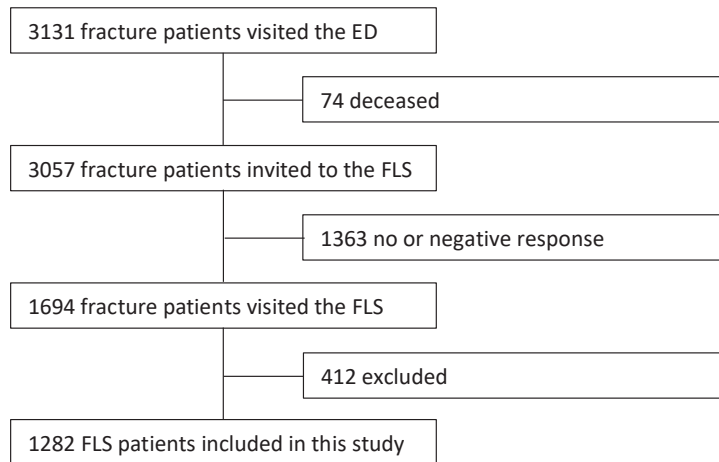 3131 fracture patients visited the ED
74 deceased
3057 fracture patients invited to the FLS
1363 no or negative response
1694 fracture patients visited the FLS
412 excluded
1282 FLS patients included in this study